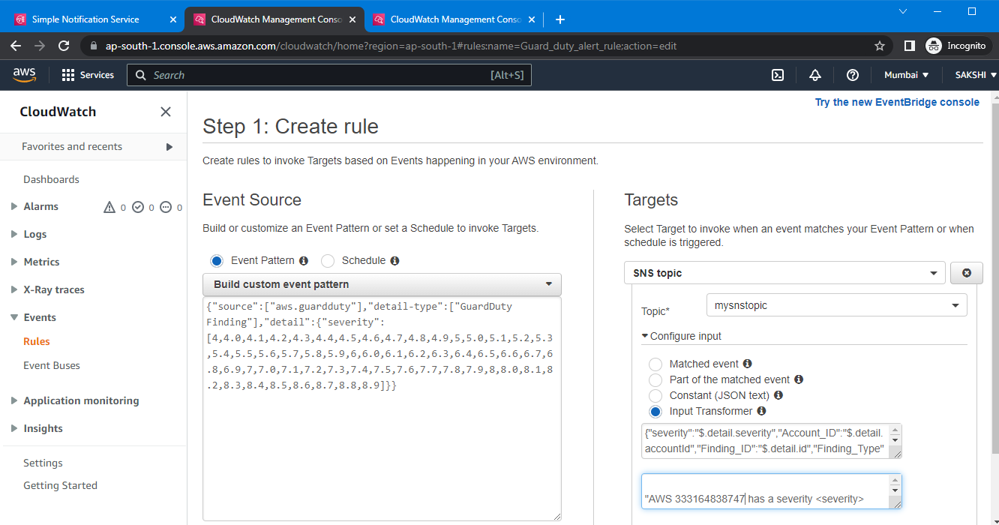 Simple Notification Service
CloudWatch Management Conso
CloudWatch Management Conso
ap-south-1.console.aws.amazon.com/cloudwatch/home?region=ap-south-1#rules:name=Guard_duty_alert_rule;action=edit
Incognito
aws
Services
Search
[Alt+S]
Mumbai
SAKSHI
CloudWatch
Favorites and recents
Dashboards
Alarms 0 0 0
Logs
Metrics
X-Ray traces
Events
Rules
Event Buses
Application monitoring
Insights
Settings
Getting Started
Try the new EventBridge console
Step 1: Create rule
Create rules to invoke Targets based on Events happening in your AWS environment.
Event Source
Build or customize an Event Pattern or set a Schedule to invoke Targets.
Event Pattern
Schedule
Build custom event pattern
{"source":["aws.guardduty"],"detail-type":["GuardDuty
Finding"],"detail":{"severity":
[4,4.0,4.1,4.2,4.3,4.4,4.5,4.6,4.7,4.8,4.9,5,5.0,5.1,5.2,5.3
,5.4,5.5,5.6,5.7,5.8,5.9,6,6.0,6.1,6.2,6.3,6.4,6.5,6.6,6.7,6
.8,6.9,7,7.0,7.1,7.2,7.3,7.4,7.5,7.6,7.7,7.8,7.9,8,8.0,8.1,8
.2,8.3,8.4,8.5,8.6,8.7,8.8,8.9]}}
Targets
Select Target to invoke when an event matches your Event Pattern or when
schedule is triggered.
SNS topic
Topic*
mysnstopic
Configure input
Matched event
Part of the matched event
Constant (JSON text)
Input Transformer
{"severity":"$.detail.severity","Account_ID":"$.detail.
accountId","Finding_ID":"$.detail.id","Finding_Type"
"AWS 333164838747 has a severity <severity>